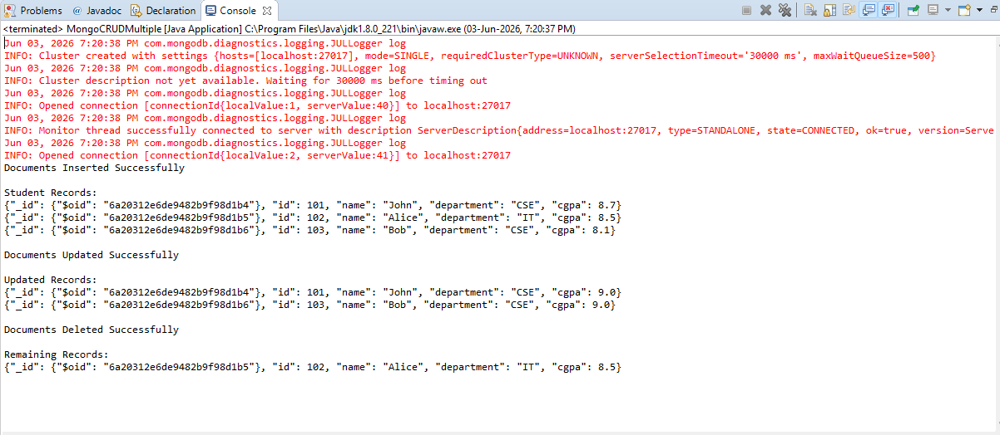 Problems @ Javadoc Declaration Console
<terminated> MongoCRUDMultiple [Java Application] C:\Program Files\Java\jdk1.8.0_221\bin\javaw.exe (03-Jun-2026, 7:20:37 PM)
Jun 03, 2026 7:20:38 PM com.mongodb.diagnostics.logging.JULLogger log
INFO: Cluster created with settings {hosts=[localhost:27017], mode=SINGLE, requiredClusterType=UNKNOWN, serverSelectionTimeout='30000 ms', maxWaitQueueSize=500}
Jun 03, 2026 7:20:38 PM com.mongodb.diagnostics.logging.JULLogger log
INFO: Cluster description not yet available. Waiting for 30000 ms before timing out
Jun 03, 2026 7:20:38 PM com.mongodb.diagnostics.logging.JULLogger log
INFO: Opened connection [connectionId{localValue:1, serverValue:40}] to localhost:27017
Jun 03, 2026 7:20:38 PM com.mongodb.diagnostics.logging.JULLogger log
INFO: Monitor thread successfully connected to server with description ServerDescription{address=localhost:27017, type=STANDALONE, state=CONNECTED, ok=true, version=Serve
Jun 03, 2026 7:20:38 PM com.mongodb.diagnostics.logging.JULLogger log
INFO: Opened connection [connectionId{localValue:2, serverValue:41}] to localhost:27017
Documents Inserted Successfully
Student Records:
{"_id": {"$oid": "6a20312e6de9482b9f98d1b4"}, "id": 101, "name": "John", "department": "CSE", "cgpa": 8.7}
{"_id": {"$oid": "6a20312e6de9482b9f98d1b5"}, "id": 102, "name": "Alice", "department": "IT", "cgpa": 8.5}
{"_id": {"$oid": "6a20312e6de9482b9f98d1b6"}, "id": 103, "name": "Bob", "department": "CSE", "cgpa": 8.1}
Documents Updated Successfully
Updated Records:
{"_id": {"$oid": "6a20312e6de9482b9f98d1b4"}, "id": 101, "name": "John", "department": "CSE", "cgpa": 9.0}
{"_id": {"$oid": "6a20312e6de9482b9f98d1b6"}, "id": 103, "name": "Bob", "department": "CSE", "cgpa": 9.0}
Documents Deleted Successfully
Remaining Records:
{"_id": {"$oid": "6a20312e6de9482b9f98d1b5"}, "id": 102, "name": "Alice", "department": "IT", "cgpa": 8.5}